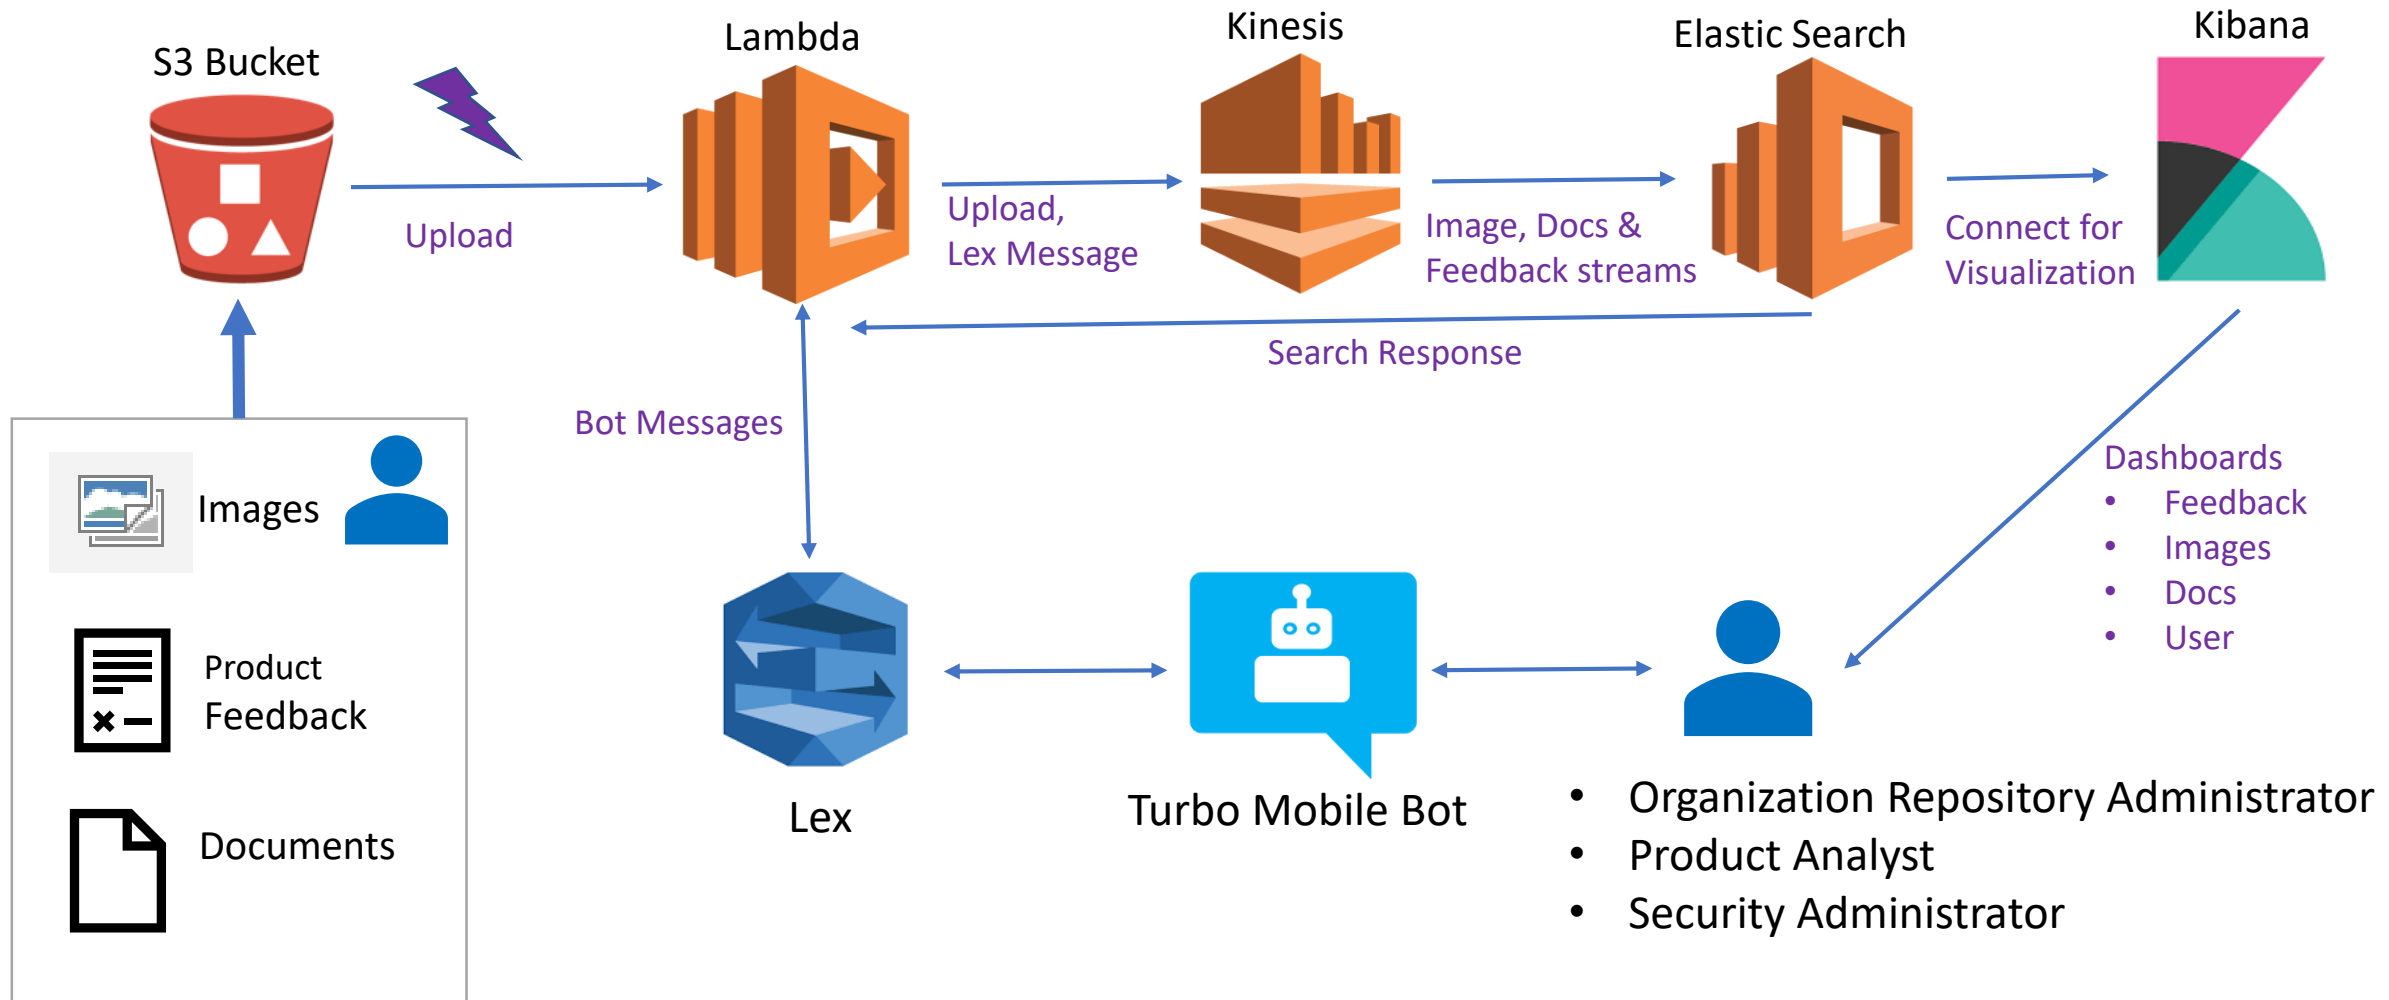 S3 Bucket
Lambda
Kinesis
Elastic Search
Kibana
Upload
Upload,
Lex Message
Image, Docs &
Feedback streams
Connect for
Visualization
Search Response
Bot Messages
Images
Product
Feedback
Documents
Dashboards
• Feedback
• Images
• Docs
• User
Lex
Turbo Mobile Bot
• Organization Repository Administrator
• Product Analyst
• Security Administrator